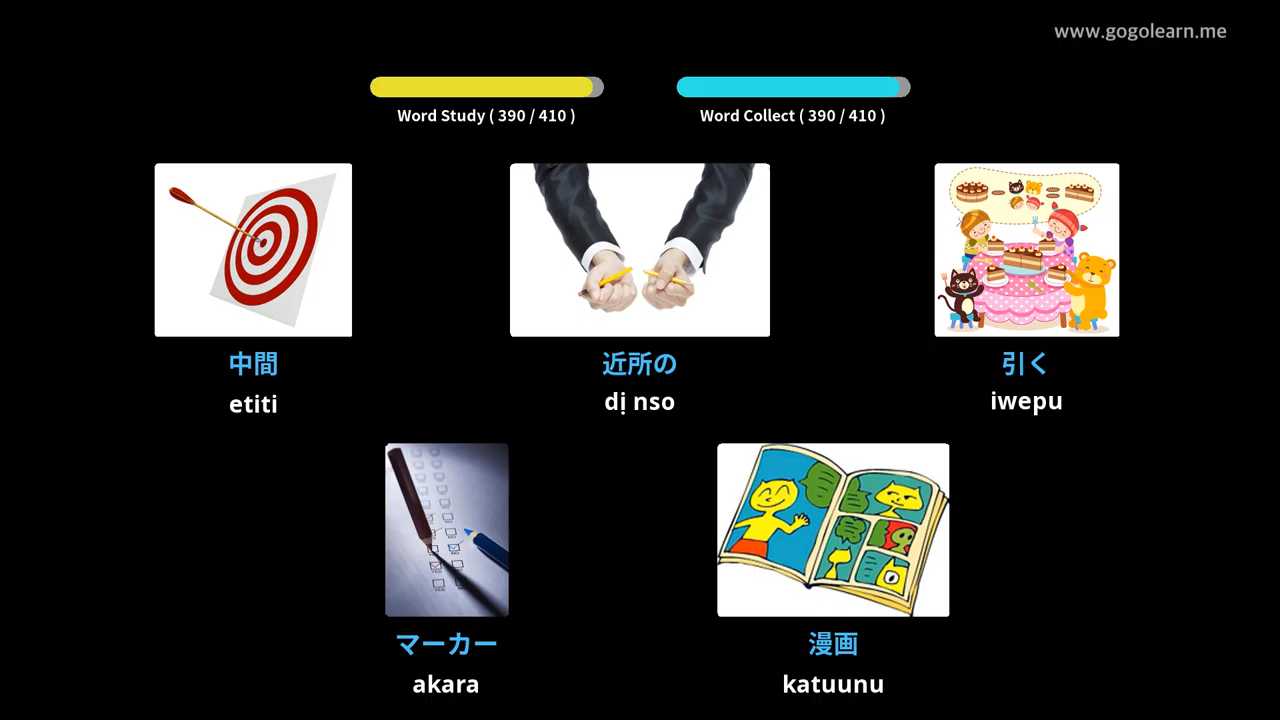 www.gogolearn.me
Word Study ( 390 / 410 )
Word Collect ( 390 / 410 )
中間
etiti
近所の
dị nso
引く
iwepu
マーカー
akara
漫画
katuunu